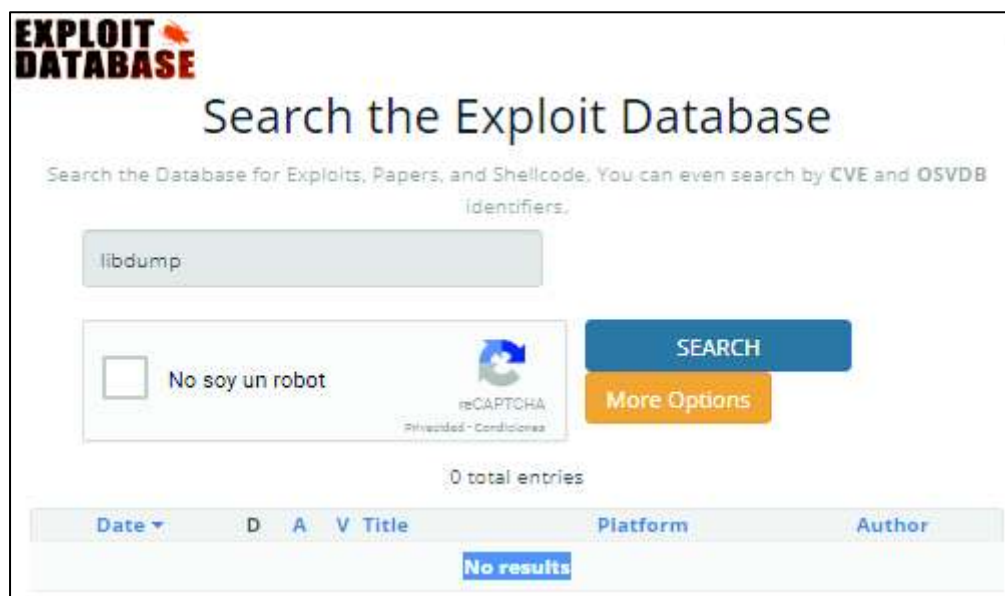 EXPLOIT
DATABASE
Search the Exploit Database
Search the Database for Exploits, Papers, and Shellcode. You can even search by CVE and OSVDB
identifiers.
libdump
No soy un robot
reCAPTCHA
Privacidad - Condiciones
SEARCH
More Options
0 total entries
Date D A V Title Platform Author
No results